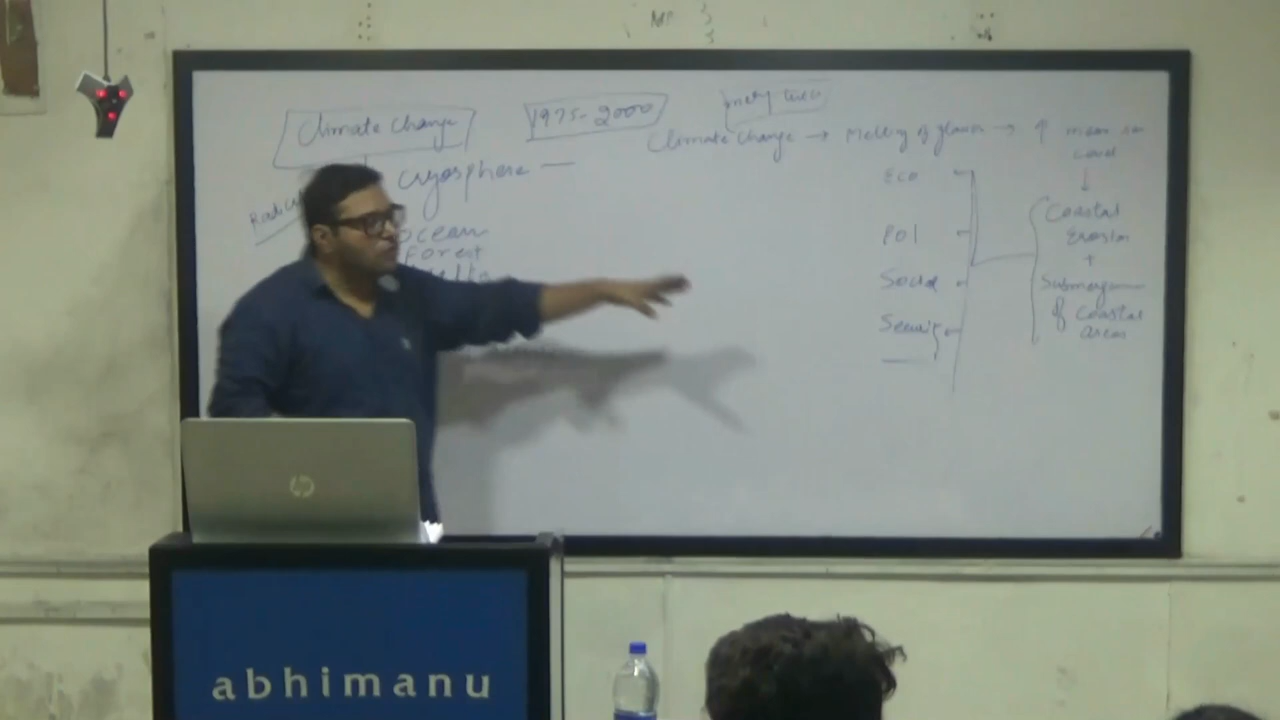 Climate Change
1975-2000
Climate Change → Melting of glaciers → ↑ mean sea
Level
↓
cryosphere —
ocean
forest
Eco
Pol
Social
Security
Coastal
Erosion
+
Submergence
of Coastal
areas
hp
abhimanu